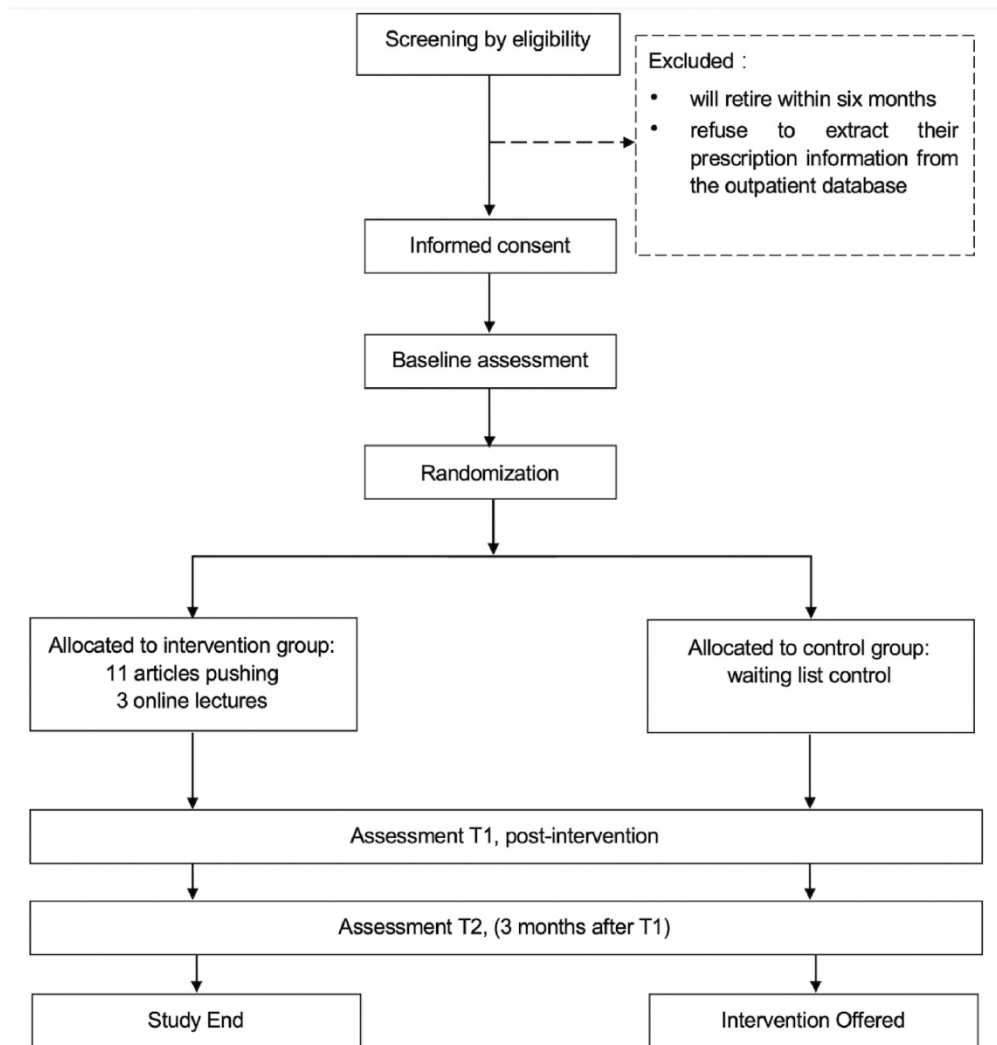 Screening by eligibility
Excluded :
• will retire within six months
• refuse to extract their
prescription information from
the outpatient database
Informed consent
Baseline assessment
Randomization
Allocated to intervention group:
11 articles pushing
3 online lectures
Allocated to control group:
waiting list control
Assessment T1, post-intervention
Assessment T2, (3 months after T1)
Study End
Intervention Offered